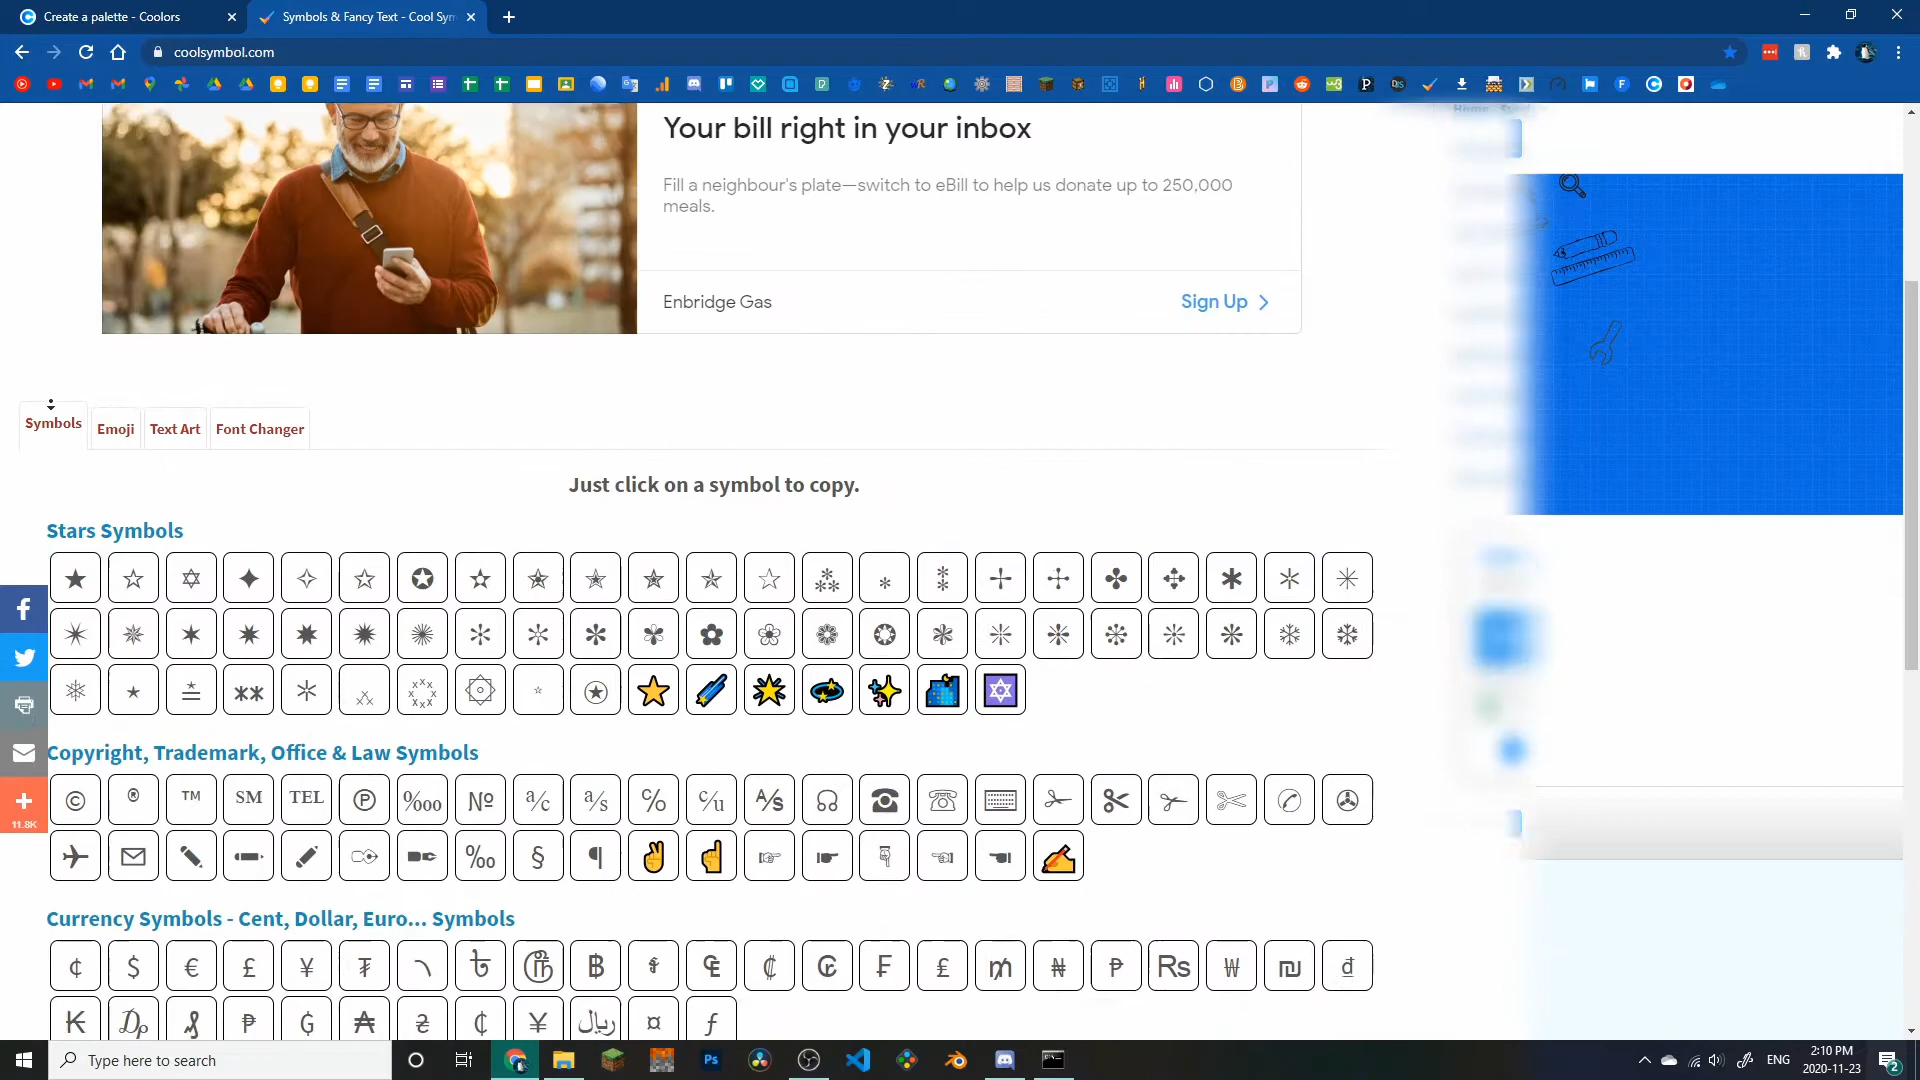 Create a palette - Coolors
Symbols & Fancy Text - Cool Sym
coolsymbol.com
Your bill right in your inbox
Fill a neighbour's plate—switch to eBill to help us donate up to 250,000
meals.
Enbridge Gas
Sign Up
Symbols
Emoji
Text Art
Font Changer
Just click on a symbol to copy.
Stars Symbols
Copyright, Trademark, Office & Law Symbols
© ® ™ SM TEL ℗ ‱ № ℀ ℁ ℅ ℆ ⅍
‰ § ¶
11.8K
Currency Symbols - Cent, Dollar, Euro... Symbols
¢ $ € £ ¥ ₮ ৲ ৳ ௹ ฿ ៛ ₠ ₡ ₢ ₣ ₤ ₥ ₦ ₱ ₨ ₩ ₪ ₫
₭ ₯ ₰ ₱ ₲ ₳ ₴ ₵ ¥ ﷼ ¤ ƒ
Type here to search
Ps
ENG
2:10 PM
2020-11-23
2